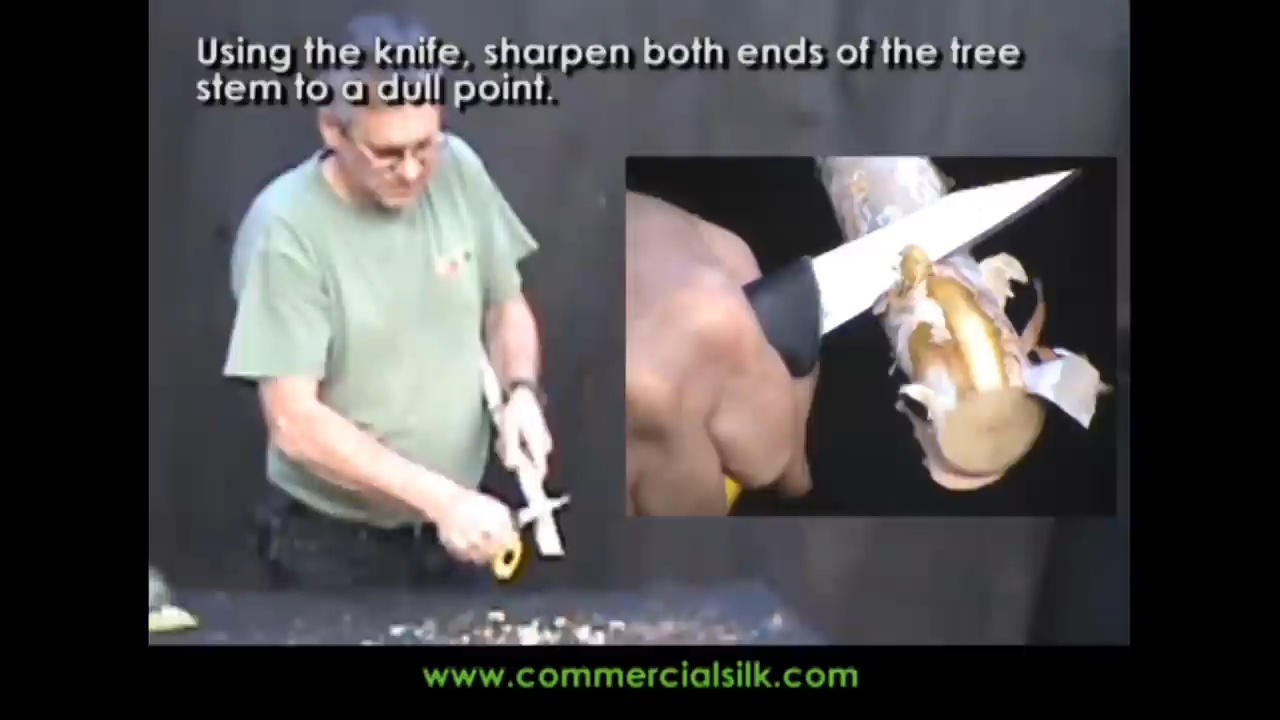 Using the knife, sharpen both ends of the tree
stem to a dull point.
www.commercialsilk.com